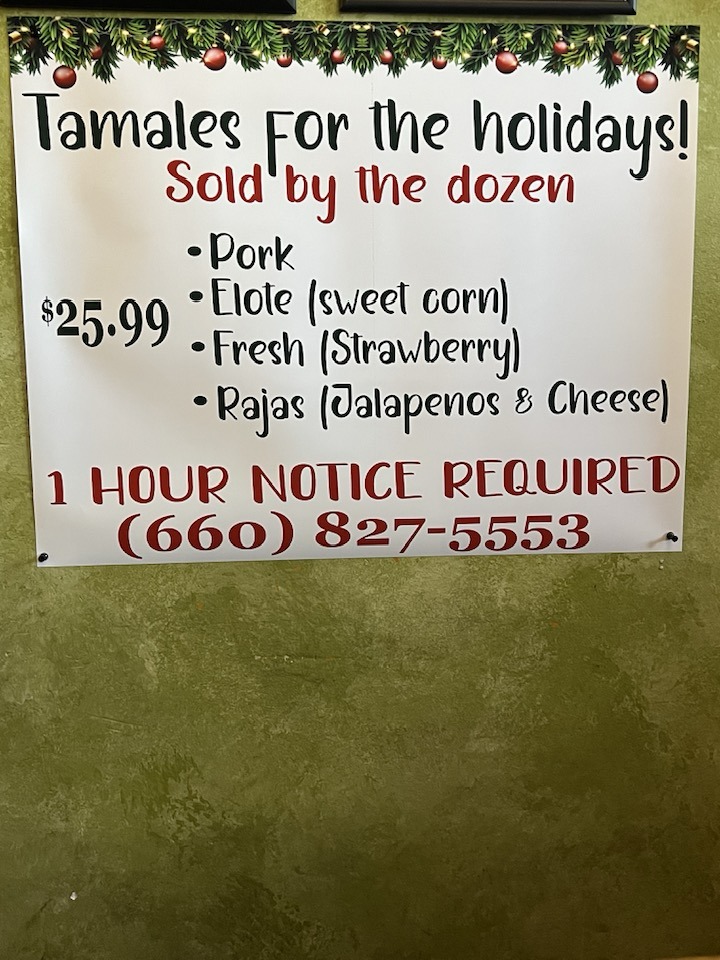 Tamales For the holidays!
Sold by the dozen
$25.99
• Pork
• Elote (sweet corn)
• Fresh (Strawberry)
• Rajas (Jalapenos & Cheese)
1 HOUR NOTICE REQUIRED
(660) 827-5553